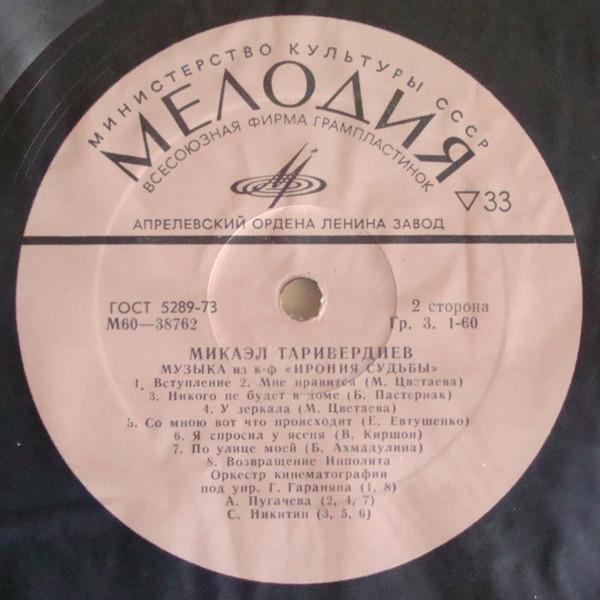 МИНИСТЕРСТВО КУЛЬТУРЫ СССР
МЕЛОДИЯ
ВСЕСОЮЗНАЯ ФИРМА ГРАМПЛАСТИНОК
▽33
АПРЕЛЕВСКИЙ ОРДЕНА ЛЕНИНА ЗАВОД
ГОСТ 5289-73
2 сторона
М60—38762
Гр. 3. 1-60
МИКАЭЛ ТАРИВЕРДИЕВ
МУЗЫКА из к-ф «ИРОНИЯ СУДЬБЫ»
1. Вступление 2. Мне нравится (М. Цветаева)
3. Никого не будет в доме (Б. Пастернак)
4. У зеркала (М. Цветаева)
5. Со мною вот что происходит (Е. Евтушенко)
6. Я спросил у ясеня (В. Киршон)
7. По улице моей (Б. Ахмадулина)
8. Возвращение Ипполита
Оркестр кинематографии
под упр. Г. Гараняна (1, 8)
А. Пугачева (2, 4, 7)
С. Никитин (3, 5, 6)